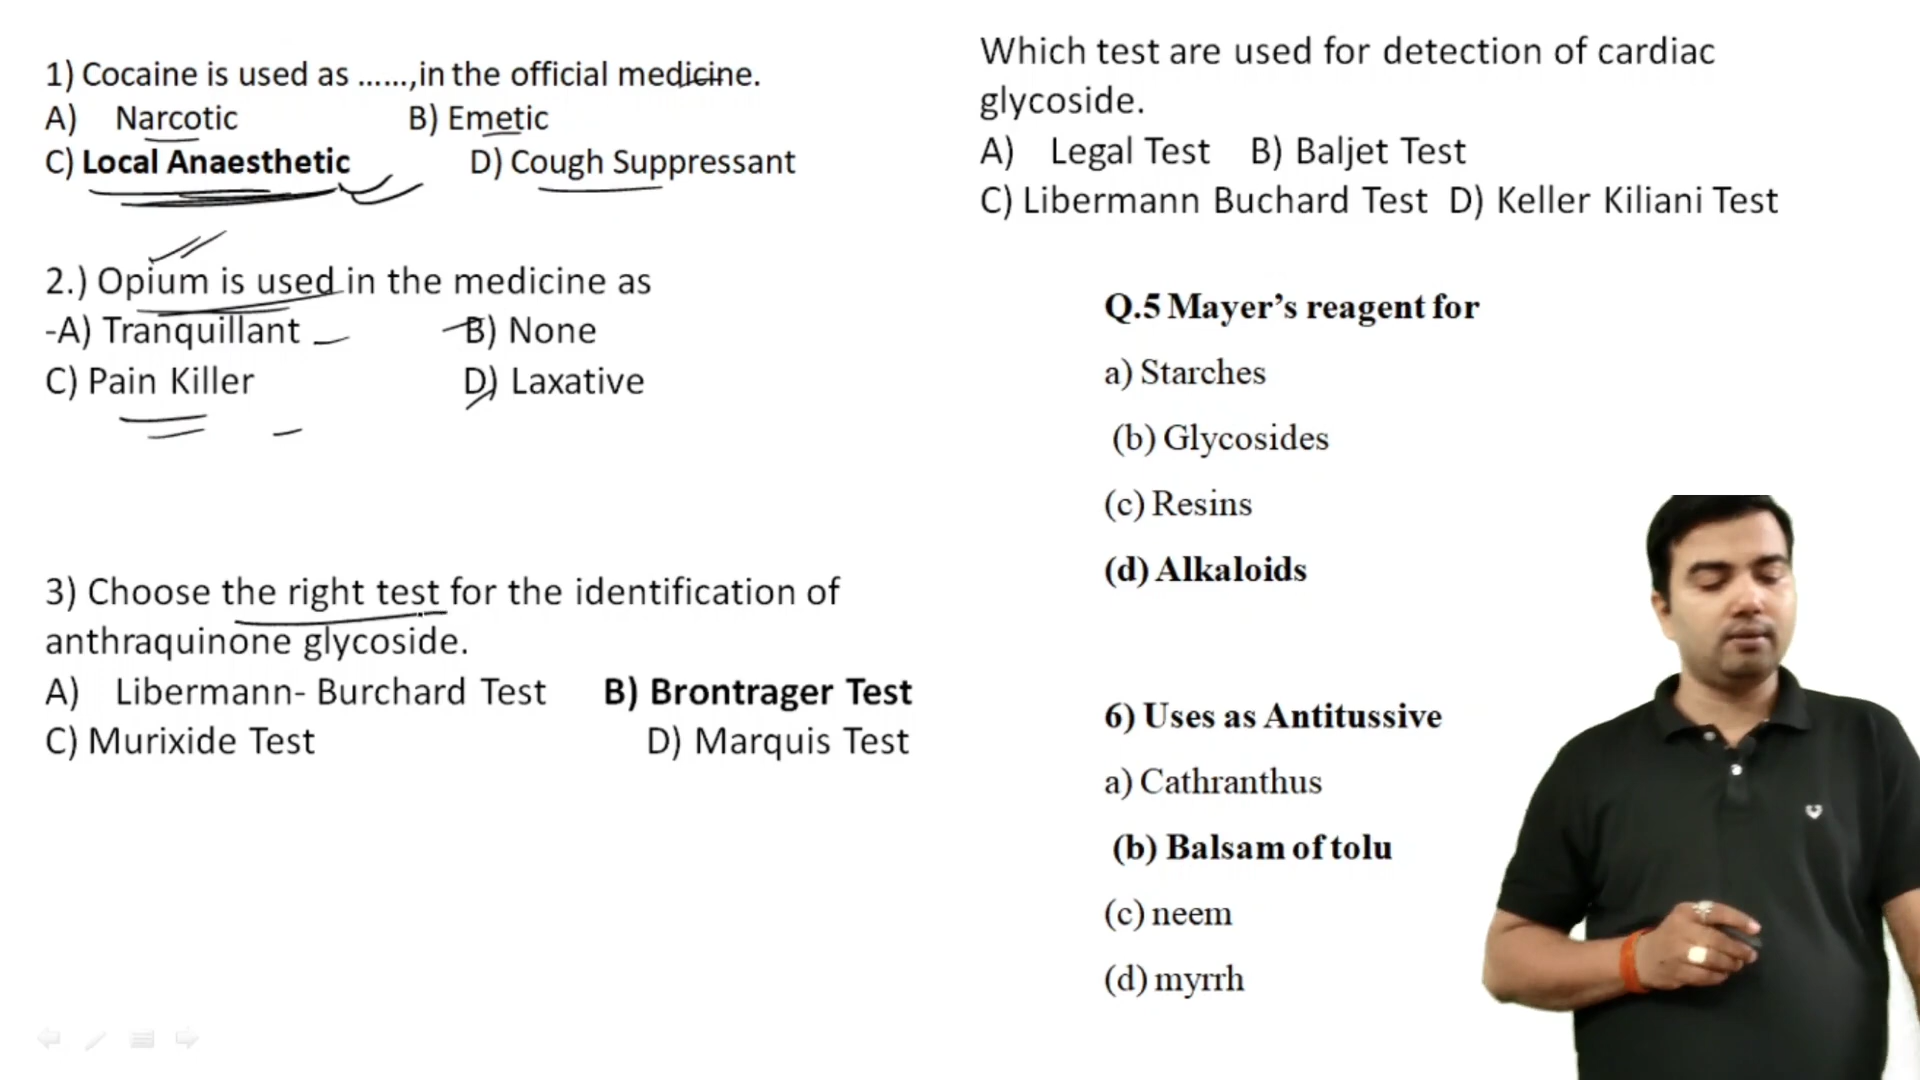 1) Cocaine is used as ......,in the official medicine.
A) Narcotic B) Emetic
C) Local Anaesthetic D) Cough Suppressant
2.) Opium is used in the medicine as
-A) Tranquillant B) None
C) Pain Killer D) Laxative
3) Choose the right test for the identification of
anthraquinone glycoside.
A) Libermann- Burchard Test B) Brontrager Test
C) Murixide Test D) Marquis Test
Which test are used for detection of cardiac
glycoside.
A) Legal Test B) Baljet Test
C) Libermann Buchard Test D) Keller Kiliani Test
Q.5 Mayer’s reagent for
a) Starches
(b) Glycosides
(c) Resins
(d) Alkaloids
6) Uses as Antitussive
a) Cathranthus
(b) Balsam of tolu
(c) neem
(d) myrrh